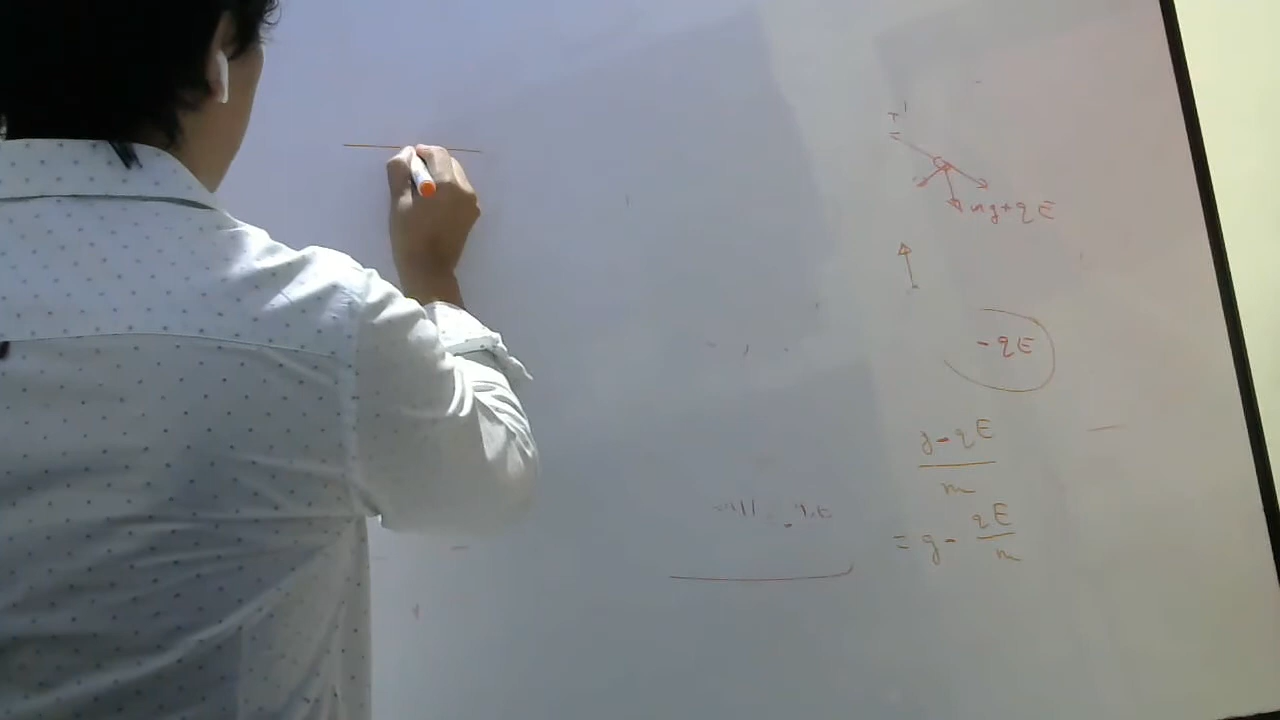 T'
mg + qE
- qE
g - qE
m
= g - qE
m